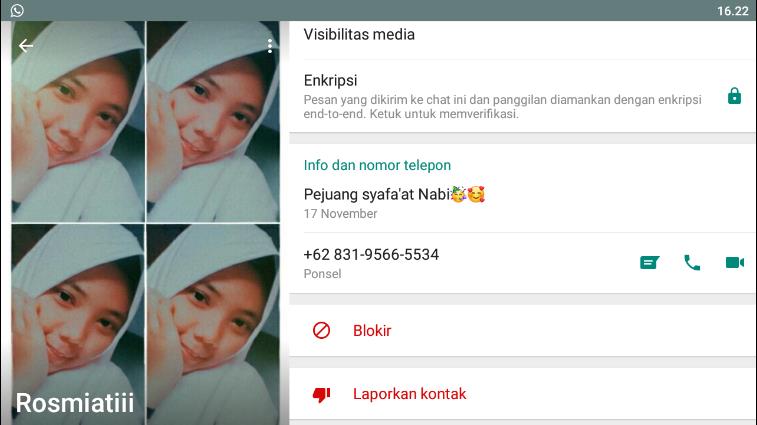 16.22
Rosmiatiii
Visibilitas media
Enkripsi
Pesan yang dikirim ke chat ini dan panggilan diamankan dengan enkripsi
end-to-end. Ketuk untuk memverifikasi.
Info dan nomor telepon
Pejuang syafa'at Nabi🥳🥰
17 November
+62 831-9566-5534
Ponsel
Blokir
Laporkan kontak